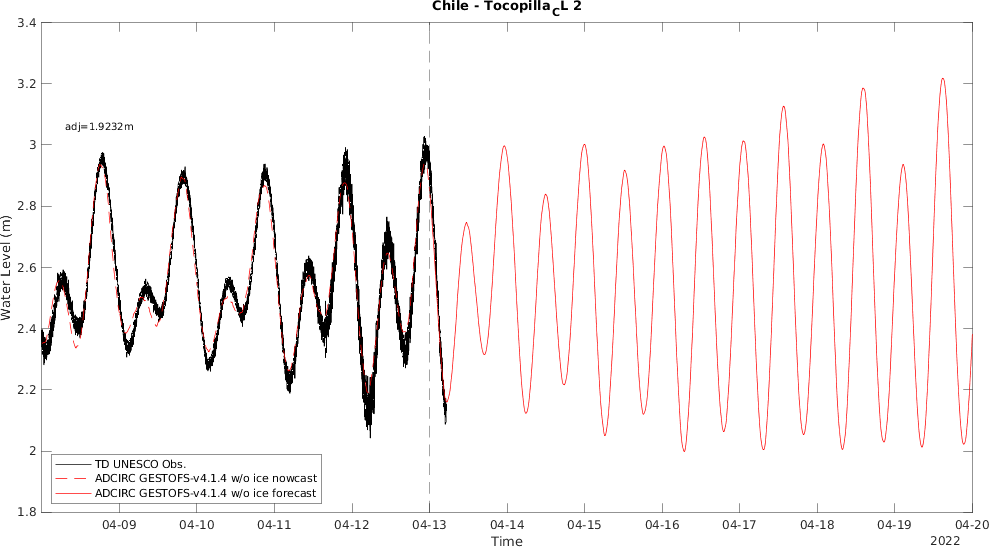 Chile - Tocopilla_CL 2
3.4
3.2
3
2.8
2.6
2.4
2.2
2
1.8
Water Level (m)
adj=1.9232m
TD UNESCO Obs.
ADCIRC GESTOFS-v4.1.4 w/o ice nowcast
ADCIRC GESTOFS-v4.1.4 w/o ice forecast
04-09 04-10 04-11 04-12 04-13 04-14 04-15 04-16 04-17 04-18 04-19 04-20
Time
2022